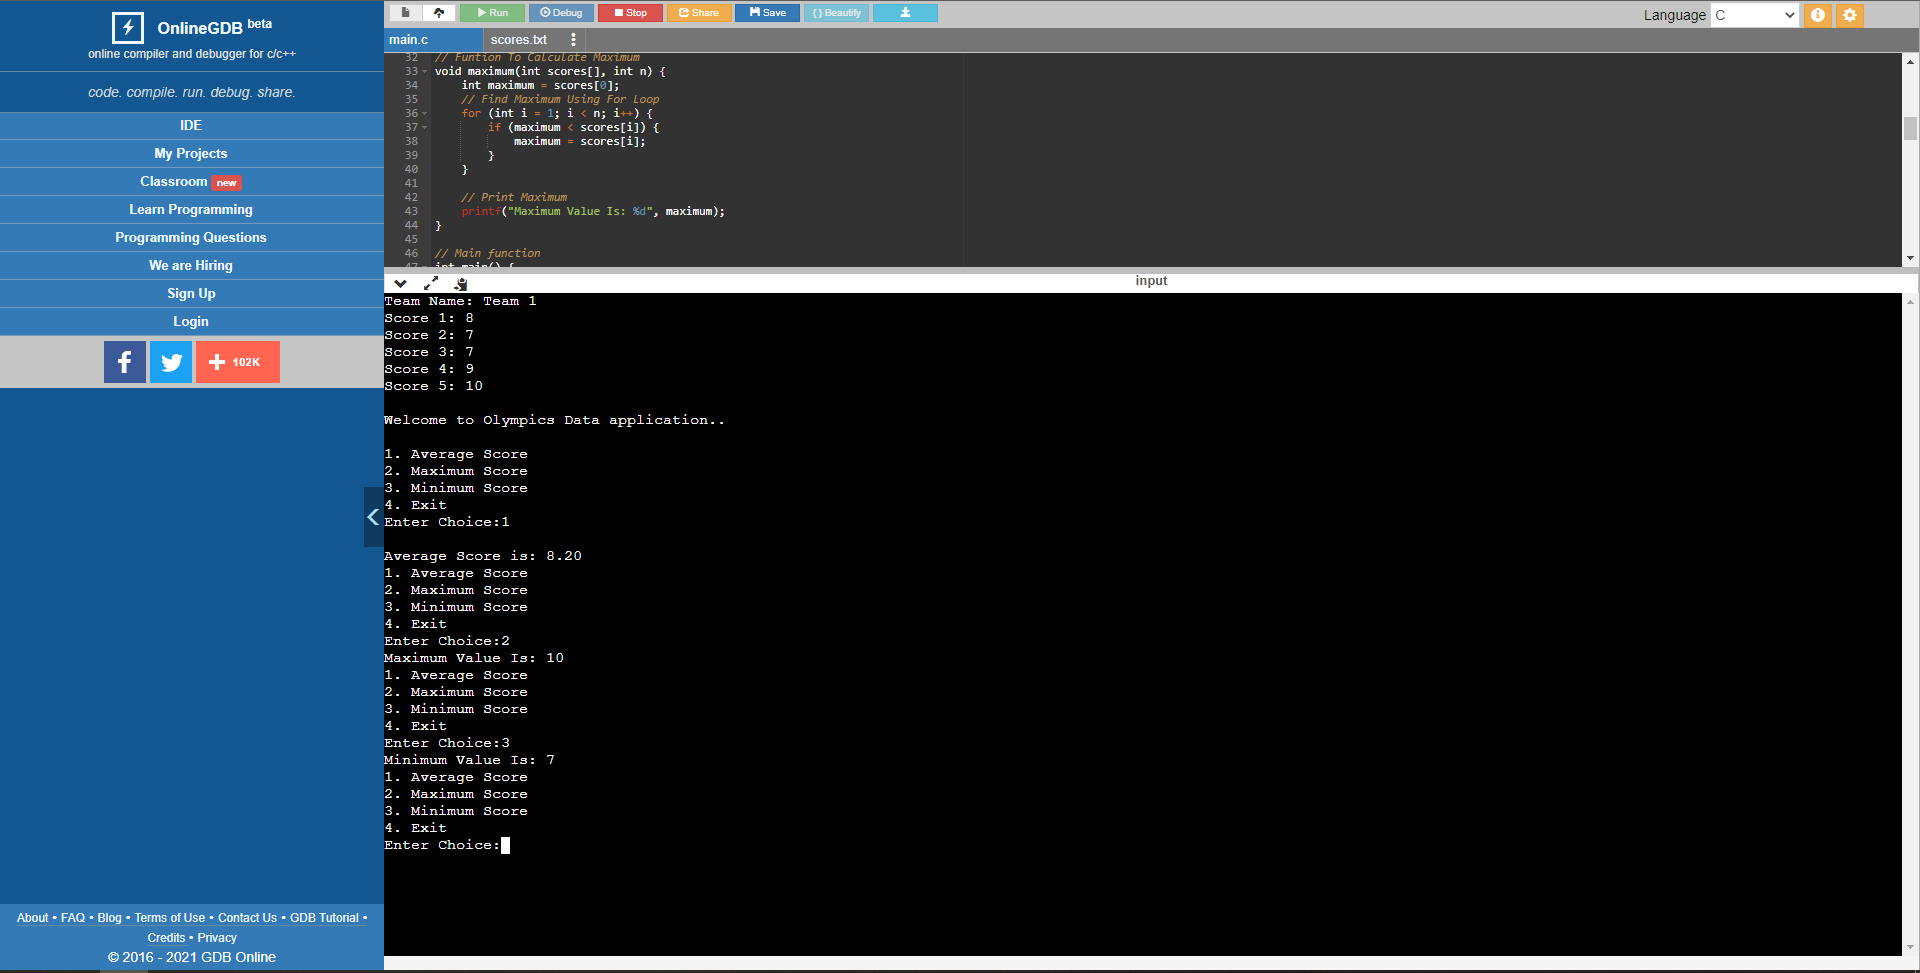 OnlineGDB beta
online compiler and debugger for c/c++
code. compile. run. debug. share.
IDE
My Projects
Classroom new
Learn Programming
Programming Questions
We are Hiring
Sign Up
Login
f
+ 102K
About • FAQ • Blog • Terms of Use • Contact Us • GDB Tutorial •
Credits • Privacy
© 2016 - 2021 GDB Online
Run Debug Stop Share Save { } Beautify
Language C
main.c scores.txt
32 // Funtion To Calculate Maximum
33 void maximum(int scores[], int n) {
34 int maximum = scores[0];
35 // Find Maximum Using For Loop
36 for (int i = 1; i < n; i++) {
37 if (maximum < scores[i]) {
38 maximum = scores[i];
39 }
40 }
41
42 // Print Maximum
43 printf("Maximum Value Is: %d", maximum);
44 }
45
46 // Main function
47 int main() {
input
Team Name: Team 1
Score 1: 8
Score 2: 7
Score 3: 7
Score 4: 9
Score 5: 10
Welcome to Olympics Data application..
1. Average Score
2. Maximum Score
3. Minimum Score
4. Exit
Enter Choice:1
Average Score is: 8.20
1. Average Score
2. Maximum Score
3. Minimum Score
4. Exit
Enter Choice:2
Maximum Value Is: 10
1. Average Score
2. Maximum Score
3. Minimum Score
4. Exit
Enter Choice:3
Minimum Value Is: 7
1. Average Score
2. Maximum Score
3. Minimum Score
4. Exit
Enter Choice: